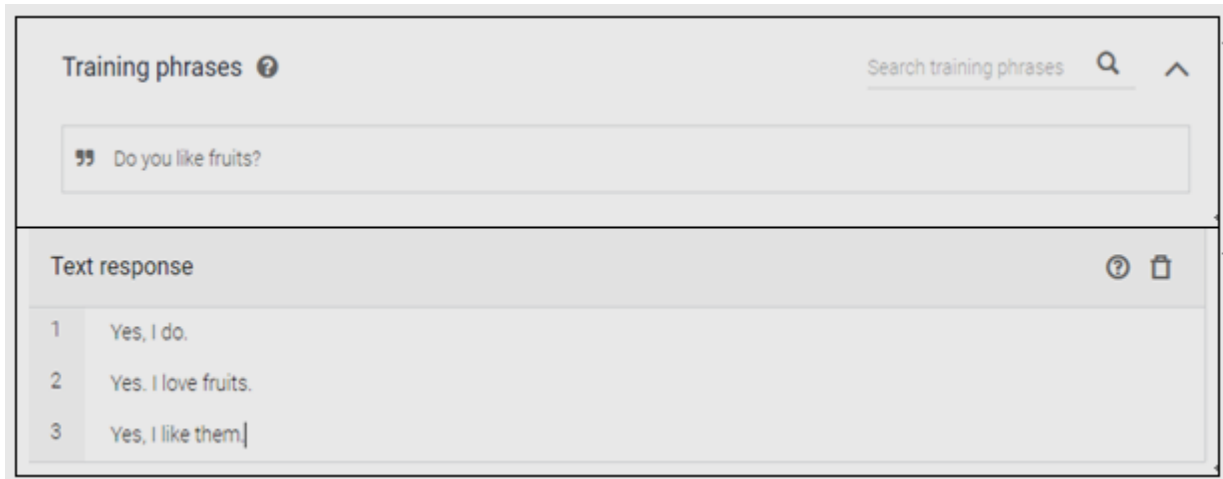 Training phrases
Search training phrases
Do you like fruits?
Text response
1 Yes, I do.
2 Yes. I love fruits.
3 Yes, I like them.